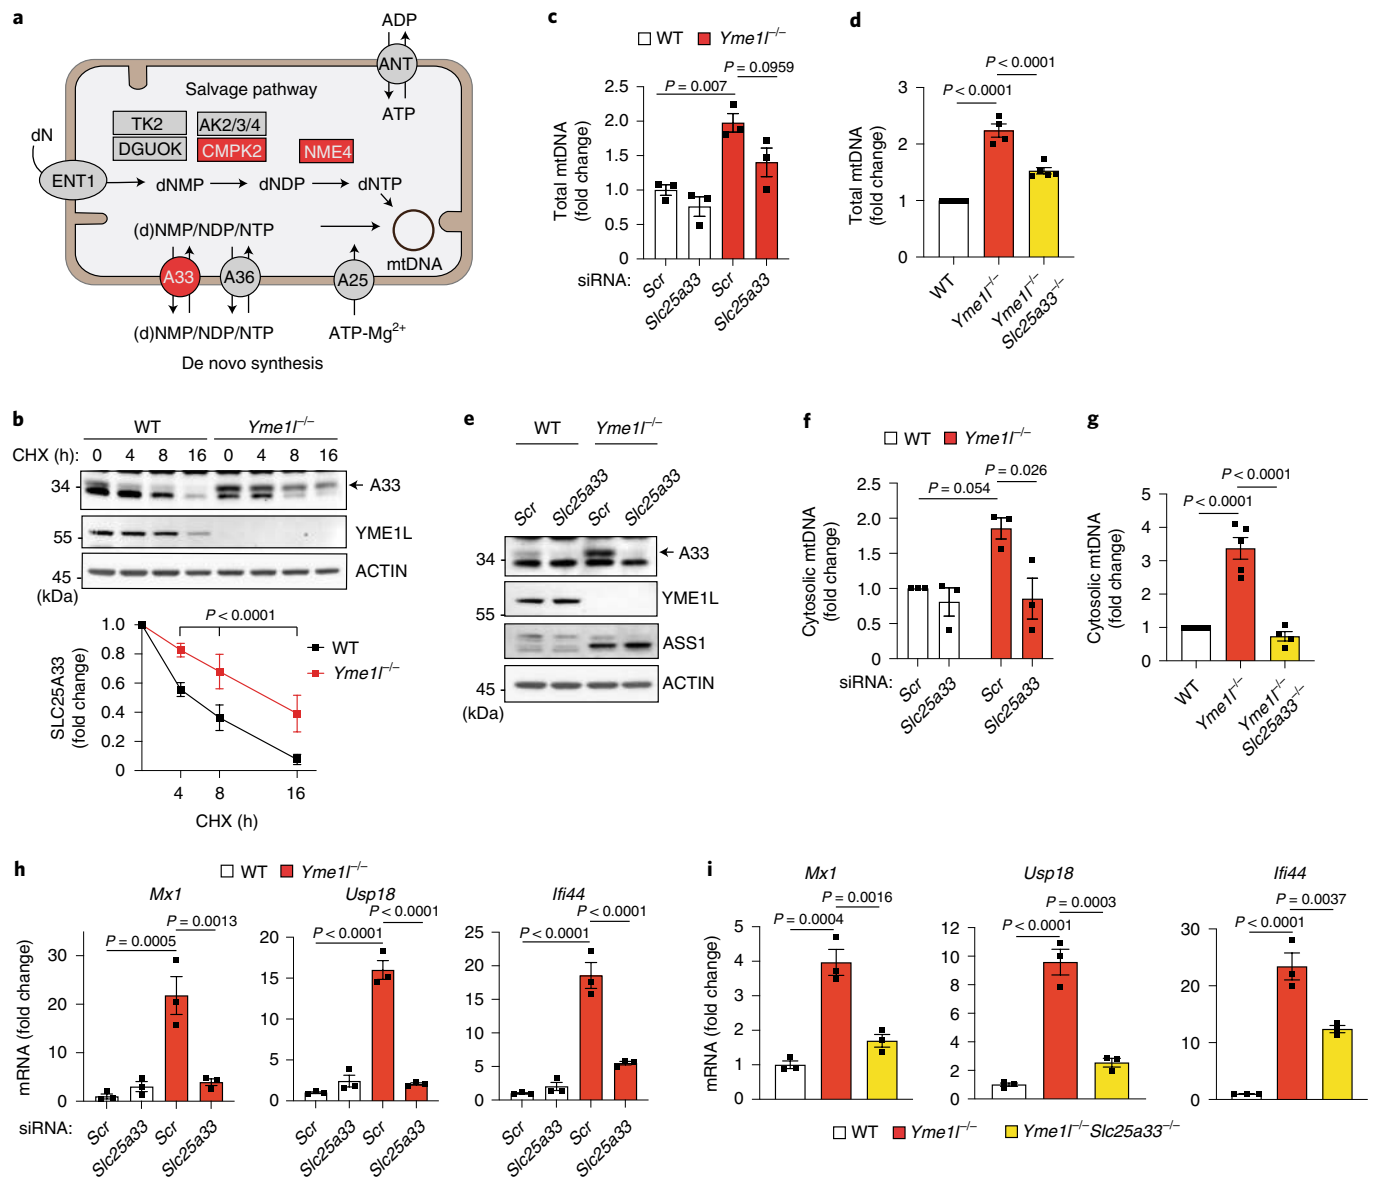 a
ADP
ANT
ATP
Salvage pathway
dN
TK2
AK2/3/4
DGUOK
CMPK2
NME4
ENT1
dNMP
dNDP
dNTP
(d)NMP/NDP/NTP
mtDNA
A33
A36
A25
(d)NMP/NDP/NTP
ATP-Mg2+
De novo synthesis
b
WT
Yme1l–/–
CHX (h):
0 4 8 16 0 4 8 16
34
A33
55
YME1L
45
ACTIN
(kDa)
1.0
0.8
0.6
0.4
0.2
0
SLC25A33
(fold change)
P < 0.0001
WT
Yme1l–/–
4 8 16
CHX (h)
c
WT Yme1l–/–
P = 0.0959
P = 0.007
2.5
2.0
1.5
1.0
0.5
0
Total mtDNA
(fold change)
siRNA:
Scr
Slc25a33
Scr
Slc25a33
d
P < 0.0001
P < 0.0001
3
2
1
0
Total mtDNA
(fold change)
WT
Yme1l–/–
Yme1l–/–
Slc25a33–/–
e
WT
Yme1l–/–
Scr
Slc25a33
Scr
Slc25a33
34
A33
YME1L
55
ASS1
45
ACTIN
(kDa)
f
WT Yme1l–/–
P = 0.026
P = 0.054
2.5
2.0
1.5
1.0
0.5
0
Cytosolic mtDNA
(fold change)
siRNA:
Scr
Slc25a33
Scr
Slc25a33
g
P < 0.0001
P < 0.0001
5
4
3
2
1
0
Cytosolic mtDNA
(fold change)
WT
Yme1l–/–
Yme1l–/–
Slc25a33–/–
h
WT Yme1l–/–
Mx1
P = 0.0013
P = 0.0005
30
20
10
0
mRNA (fold change)
siRNA:
Scr
Slc25a33
Scr
Slc25a33
Usp18
P < 0.0001
P < 0.0001
20
15
10
5
0
Scr
Slc25a33
Scr
Slc25a33
Ifi44
P < 0.0001
P < 0.0001
25
20
15
10
5
0
Scr
Slc25a33
Scr
Slc25a33
i
Mx1
P = 0.0016
P = 0.0004
5
4
3
2
1
0
mRNA (fold change)
Usp18
P = 0.0003
P < 0.0001
12
10
8
6
4
2
0
Ifi44
P = 0.0037
P < 0.0001
30
20
10
0
WT Yme1l–/– Yme1l–/–Slc25a33–/–